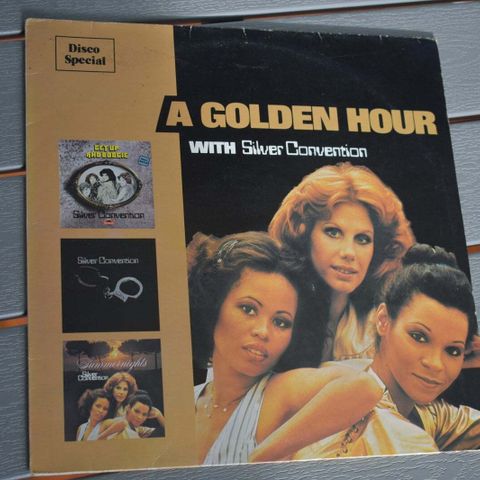 Disco
Special
A GOLDEN HOUR
WITH Silver Convention
GET UP
AND BOOGIE
Silver Convention
Silver Convention
Summernights
Silver
Convention